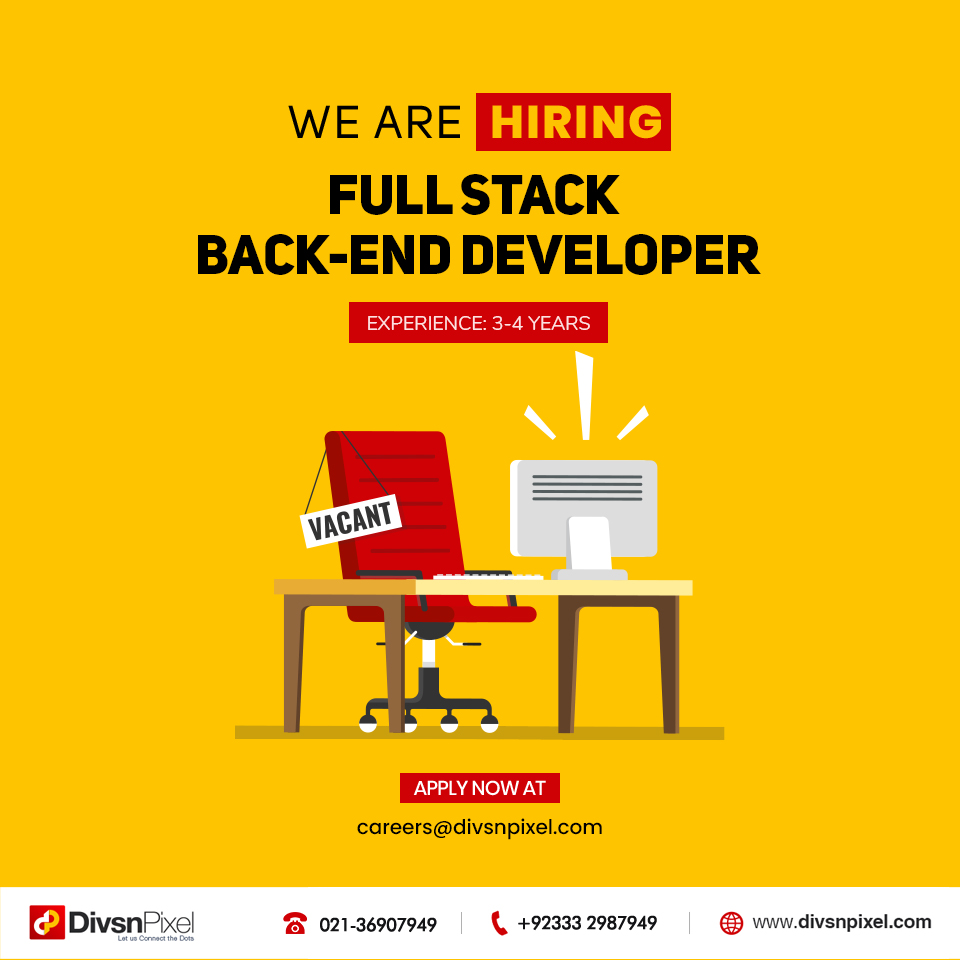 WE ARE HIRING
FULL STACK
BACK-END DEVELOPER
EXPERIENCE: 3-4 YEARS
VACANT
APPLY NOW AT
careers@divsnpixel.com
DivsnPixel
Let us Connect the Dots
021-36907949
+92333 2987949
www.divsnpixel.com